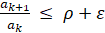 a_{k+1}/a_k ≤ ρ + ε